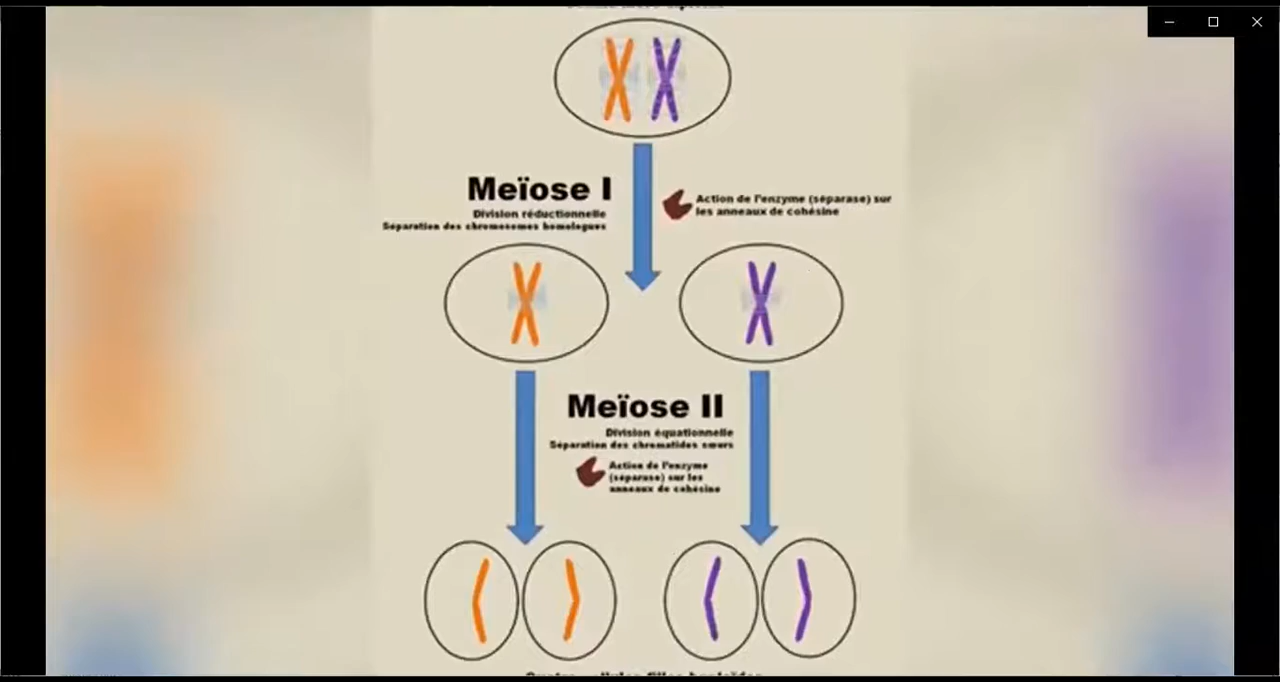 Meïose I
Division réductionnelle
Séparation des chromosomes homologues
Action de l'enzyme (séparase) sur
les anneaux de cohésine
Meïose II
Division équationnelle
Séparation des chromatides sœurs
Action de l'enzyme
(séparase) sur les
anneaux de cohésine